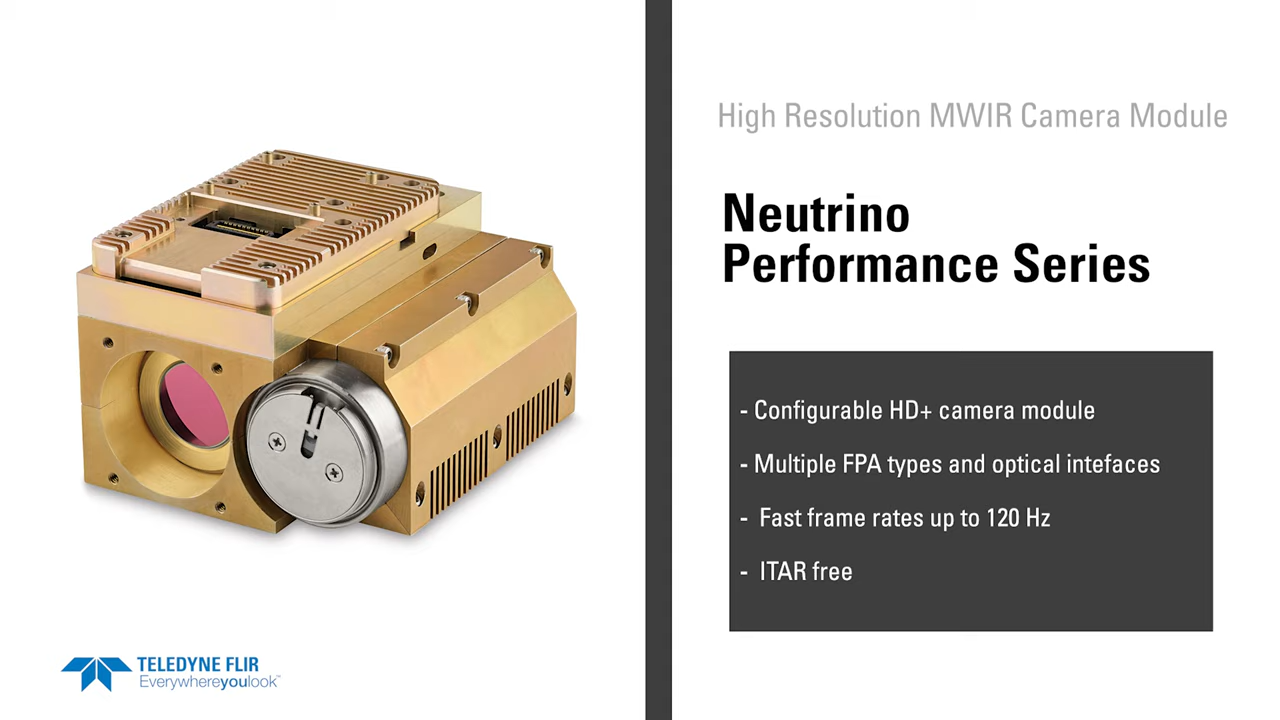 High Resolution MWIR Camera Module
Neutrino
Performance Series
- Configurable HD+ camera module
- Multiple FPA types and optical intefaces
- Fast frame rates up to 120 Hz
- ITAR free
TELEDYNE FLIR
Everywhereyoulook™